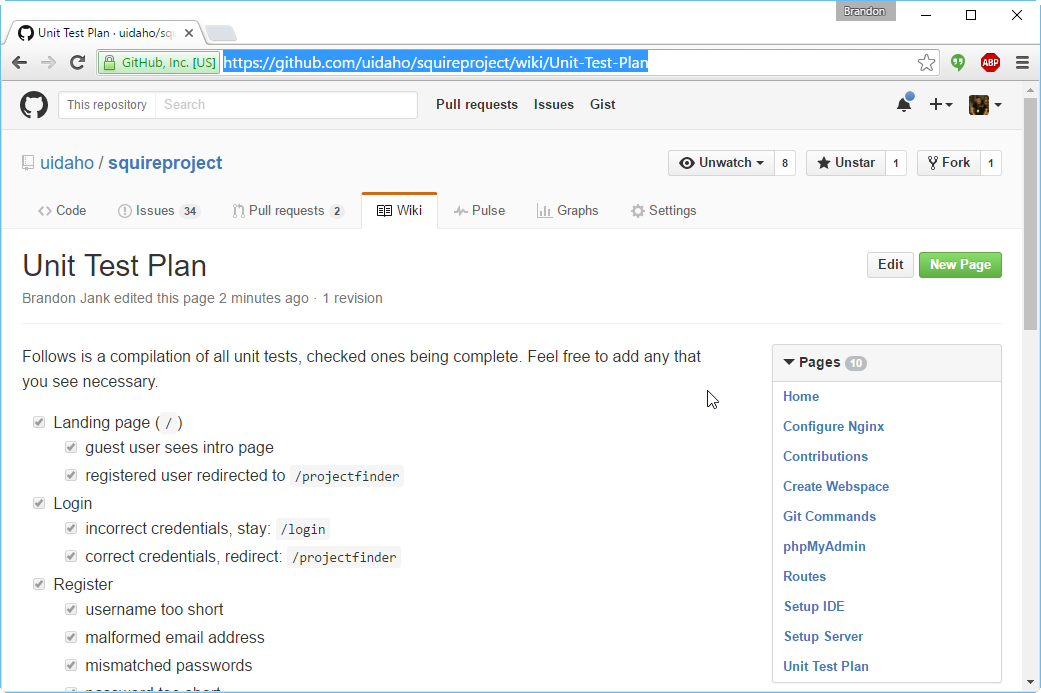 Brandon
Unit Test Plan · uidaho/squ
GitHub, Inc. [US] https://github.com/uidaho/squireproject/wiki/Unit-Test-Plan
ABP
This repository Search Pull requests Issues Gist
uidaho / squireproject
Unwatch 8 Unstar 1 Fork 1
Code Issues 34 Pull requests 2 Wiki Pulse Graphs Settings
Unit Test Plan
Edit New Page
Brandon Jank edited this page 2 minutes ago · 1 revision
Follows is a compilation of all unit tests, checked ones being complete. Feel free to add any that
you see necessary.
Landing page ( / )
guest user sees intro page
registered user redirected to /projectfinder
Login
incorrect credentials, stay: /login
correct credentials, redirect: /projectfinder
Register
username too short
malformed email address
mismatched passwords
password too short
Pages 10
Home
Configure Nginx
Contributions
Create Webspace
Git Commands
phpMyAdmin
Routes
Setup IDE
Setup Server
Unit Test Plan